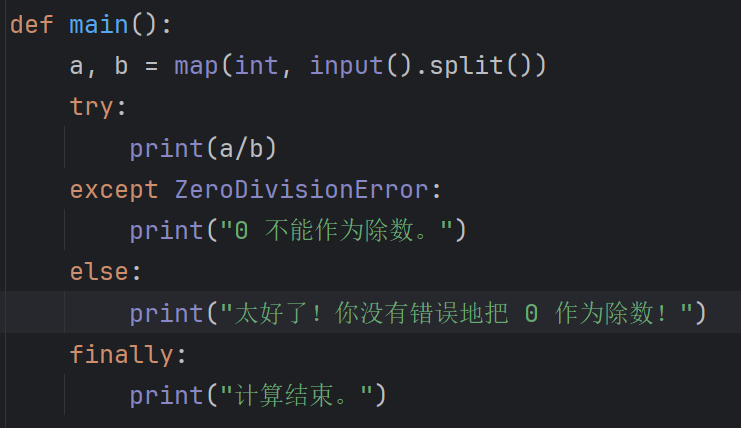 def main():
    a, b = map(int, input().split())
    try:
        print(a/b)
    except ZeroDivisionError:
        print("0 不能作为除数。")
    else:
        print("太好了！你没有错误地把 0 作为除数！")
    finally:
        print("计算结束。")